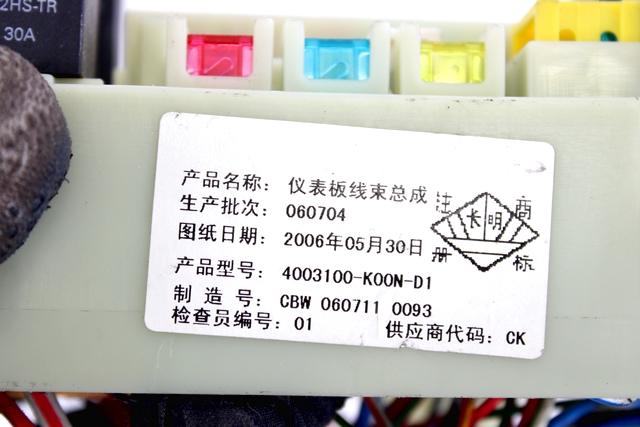 2HS-TR
30A
产品名称: 仪表板线束总成
生产批次: 060704
图纸日期: 2006年05月30日
产品型号: 4003100-K00N-D1
制 造 号: CBW 060711 0093
检查员编号: 01 供应商代码: CK
注 商
长 明
册 标